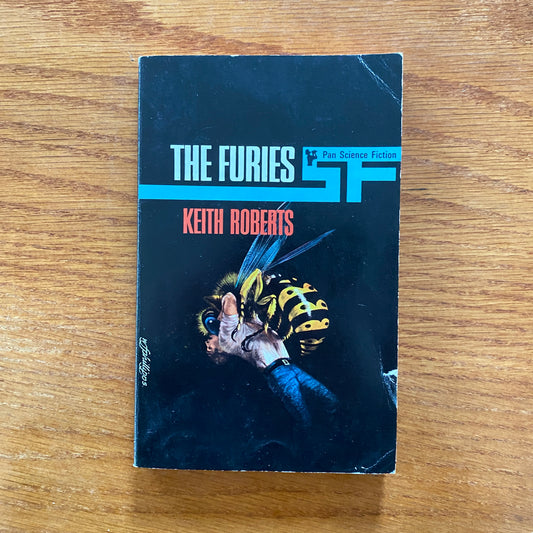 THE FURIES
Pan Science Fiction
SF
KEITH ROBERTS